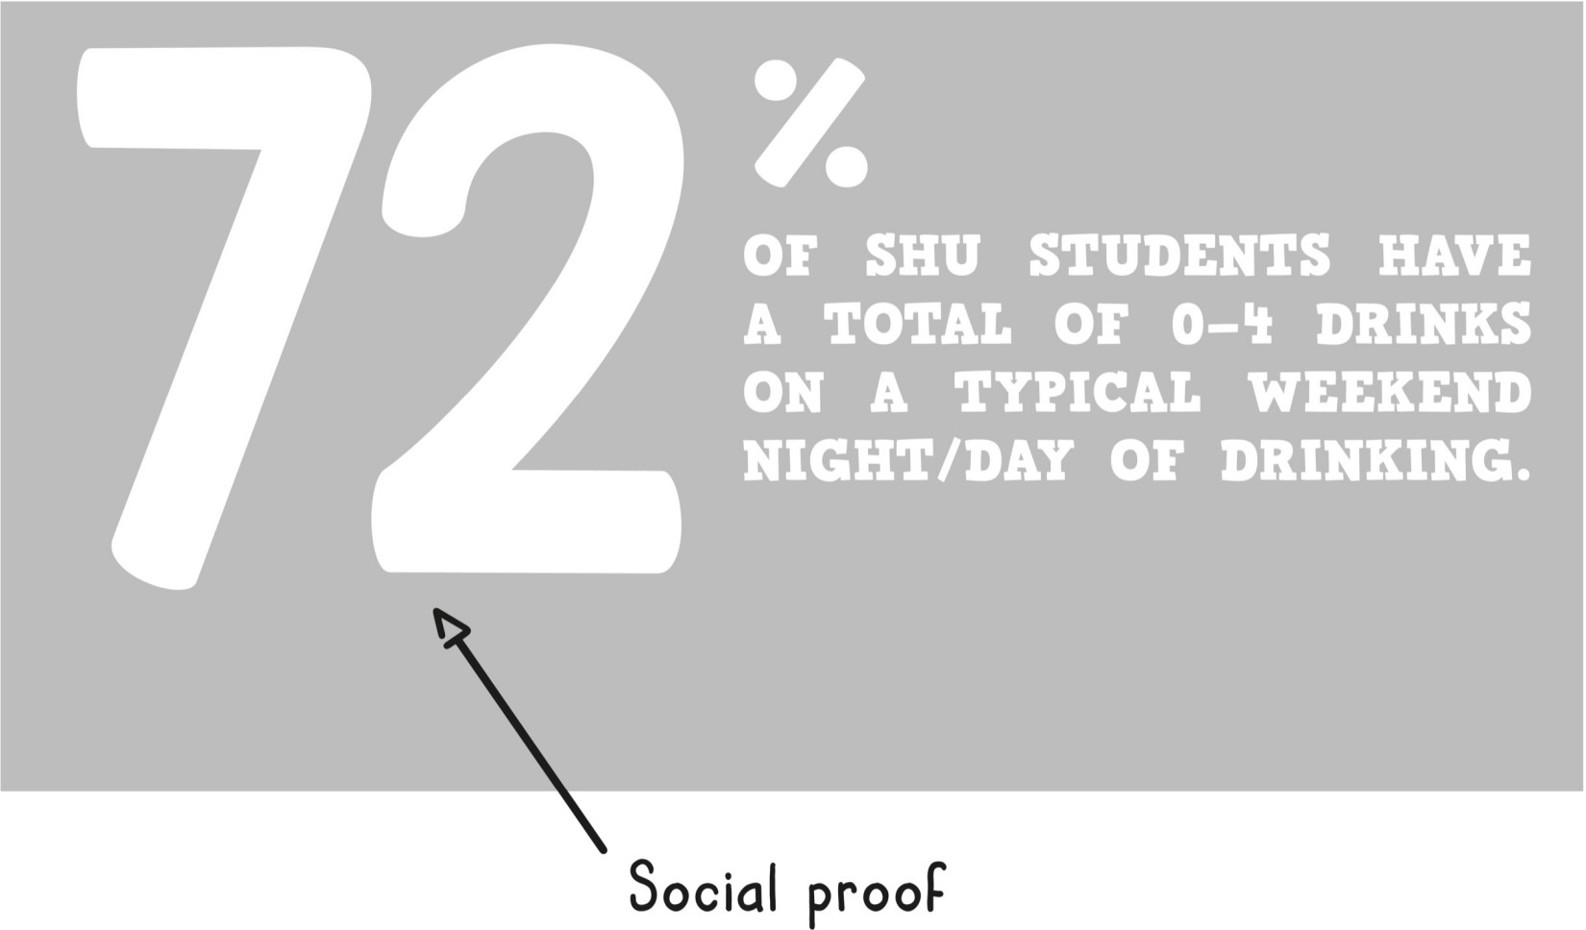 72%
OF SHU STUDENTS HAVE
A TOTAL OF 0–4 DRINKS
ON A TYPICAL WEEKEND
NIGHT/DAY OF DRINKING.
Social proof